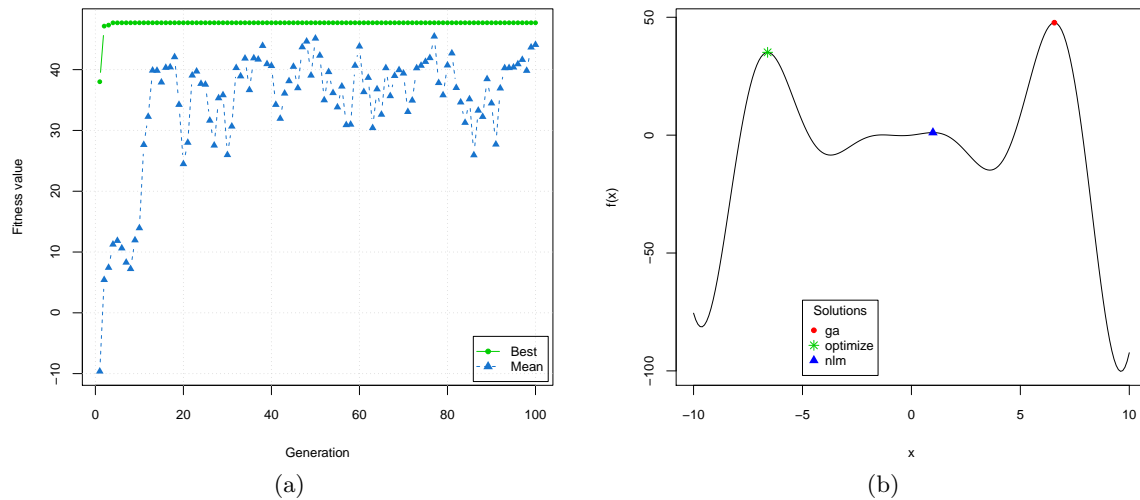 Fitness value
40
30
20
10
0
−10
0
20
40
60
80
100
Generation
Best
Mean
(a)
f(x)
50
0
−50
−100
−10
−5
0
5
10
x
Solutions
ga
optimize
nlm
(b)